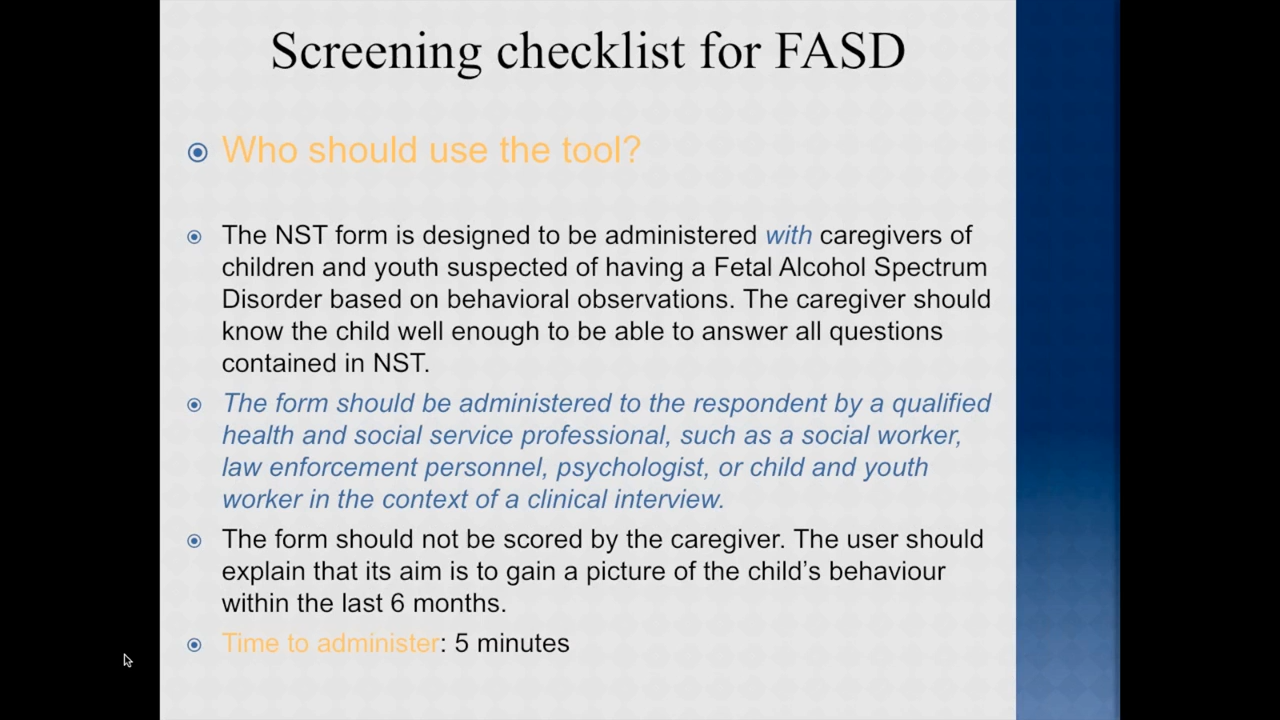 Screening checklist for FASD
Who should use the tool?
The NST form is designed to be administered with caregivers of
children and youth suspected of having a Fetal Alcohol Spectrum
Disorder based on behavioral observations. The caregiver should
know the child well enough to be able to answer all questions
contained in NST.
The form should be administered to the respondent by a qualified
health and social service professional, such as a social worker,
law enforcement personnel, psychologist, or child and youth
worker in the context of a clinical interview.
The form should not be scored by the caregiver. The user should
explain that its aim is to gain a picture of the child’s behaviour
within the last 6 months.
Time to administer: 5 minutes